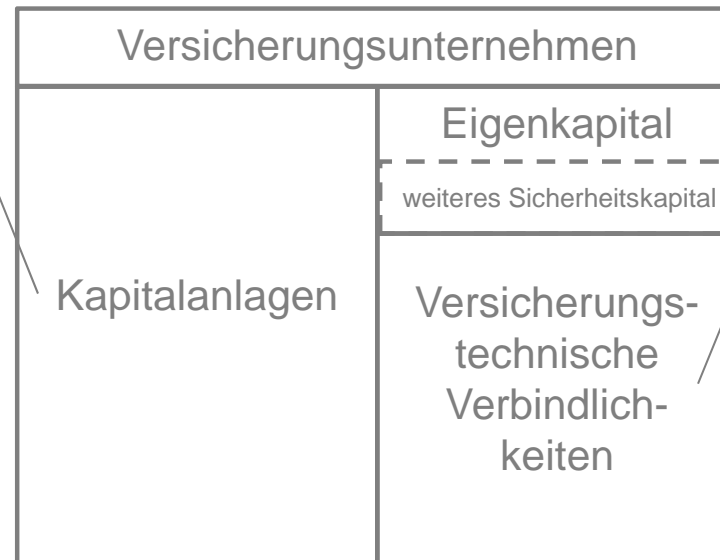 Versicherungsunternehmen
Eigenkapital
weiteres Sicherheitskapital
Kapitalanlagen
Versicherungs-
technische
Verbindlich-
keiten